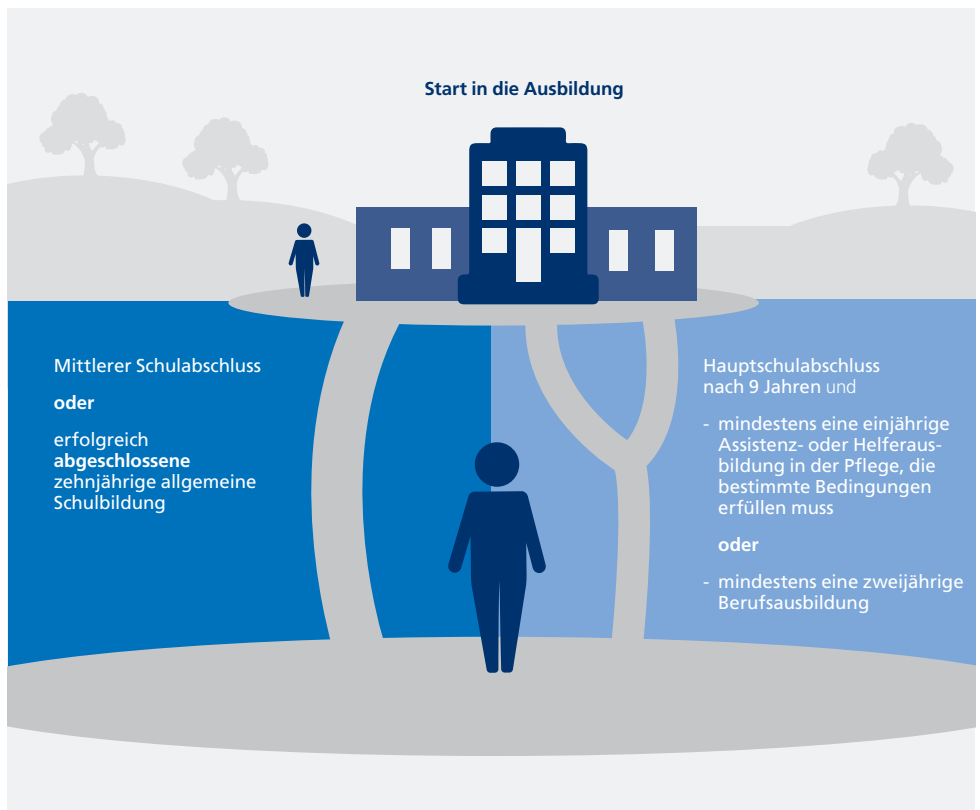 Start in die Ausbildung
Mittlerer Schulabschluss
oder
erfolgreich
abgeschlossene
zehnjährige allgemeine
Schulbildung
Hauptschulabschluss
nach 9 Jahren und
- mindestens eine einjährige
Assistenz- oder Helferaus-
bildung in der Pflege, die
bestimmte Bedingungen
erfüllen muss
oder
- mindestens eine zweijährige
Berufsausbildung